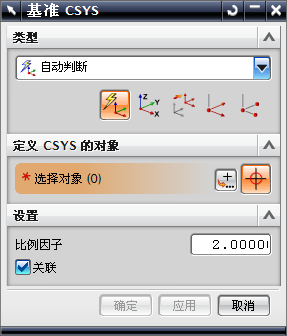 基准 CSYS
类型
自动判断
Z
Y
X
定义 CSYS 的对象
* 选择对象 (0)
设置
比例因子
2.00000
关联
确定 应用 取消